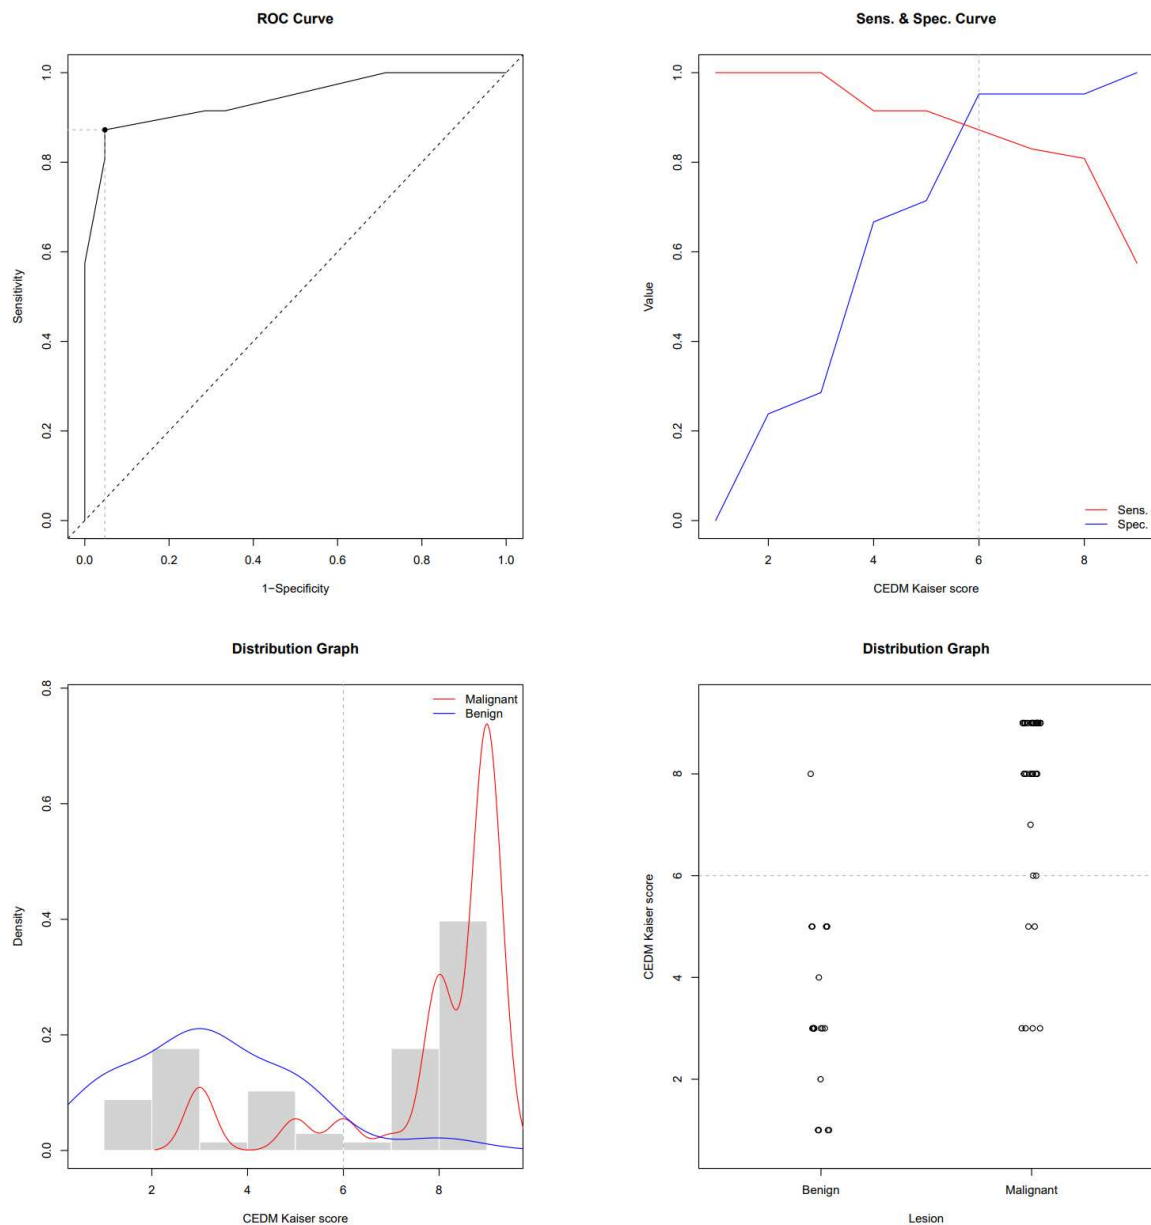 ROC Curve
1.0
0.8
0.6
0.4
0.2
0.0
Sensitivity
0.0 0.2 0.4 0.6 0.8 1.0
1−Specificity
Sens. & Spec. Curve
1.0
0.8
0.6
0.4
0.2
0.0
Value
Sens.
Spec.
2 4 6 8
CEDM Kaiser score
Distribution Graph
0.8
0.6
0.4
0.2
0.0
Density
Malignant
Benign
2 4 6 8
CEDM Kaiser score
Distribution Graph
8
6
4
2
CEDM Kaiser score
Benign Malignant
Lesion